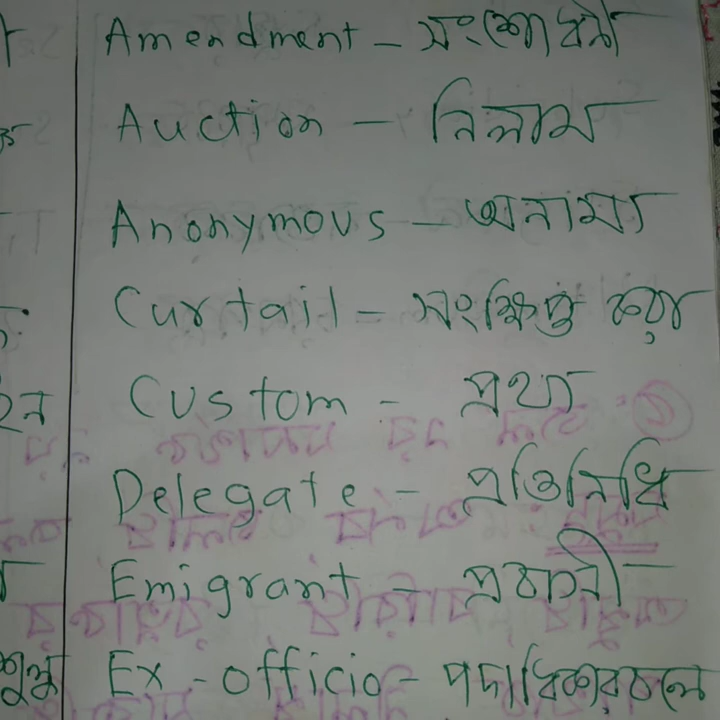 Amendment - সংশোধনী
Auction - নিলাম
Anonymous - অনামা
Curtail - সংক্ষিপ্ত করা
Custom - প্রথা
Delegate - প্রতিনিধি
Emigrant - প্রবাসী
Ex-officio - পদাধিকারবলে